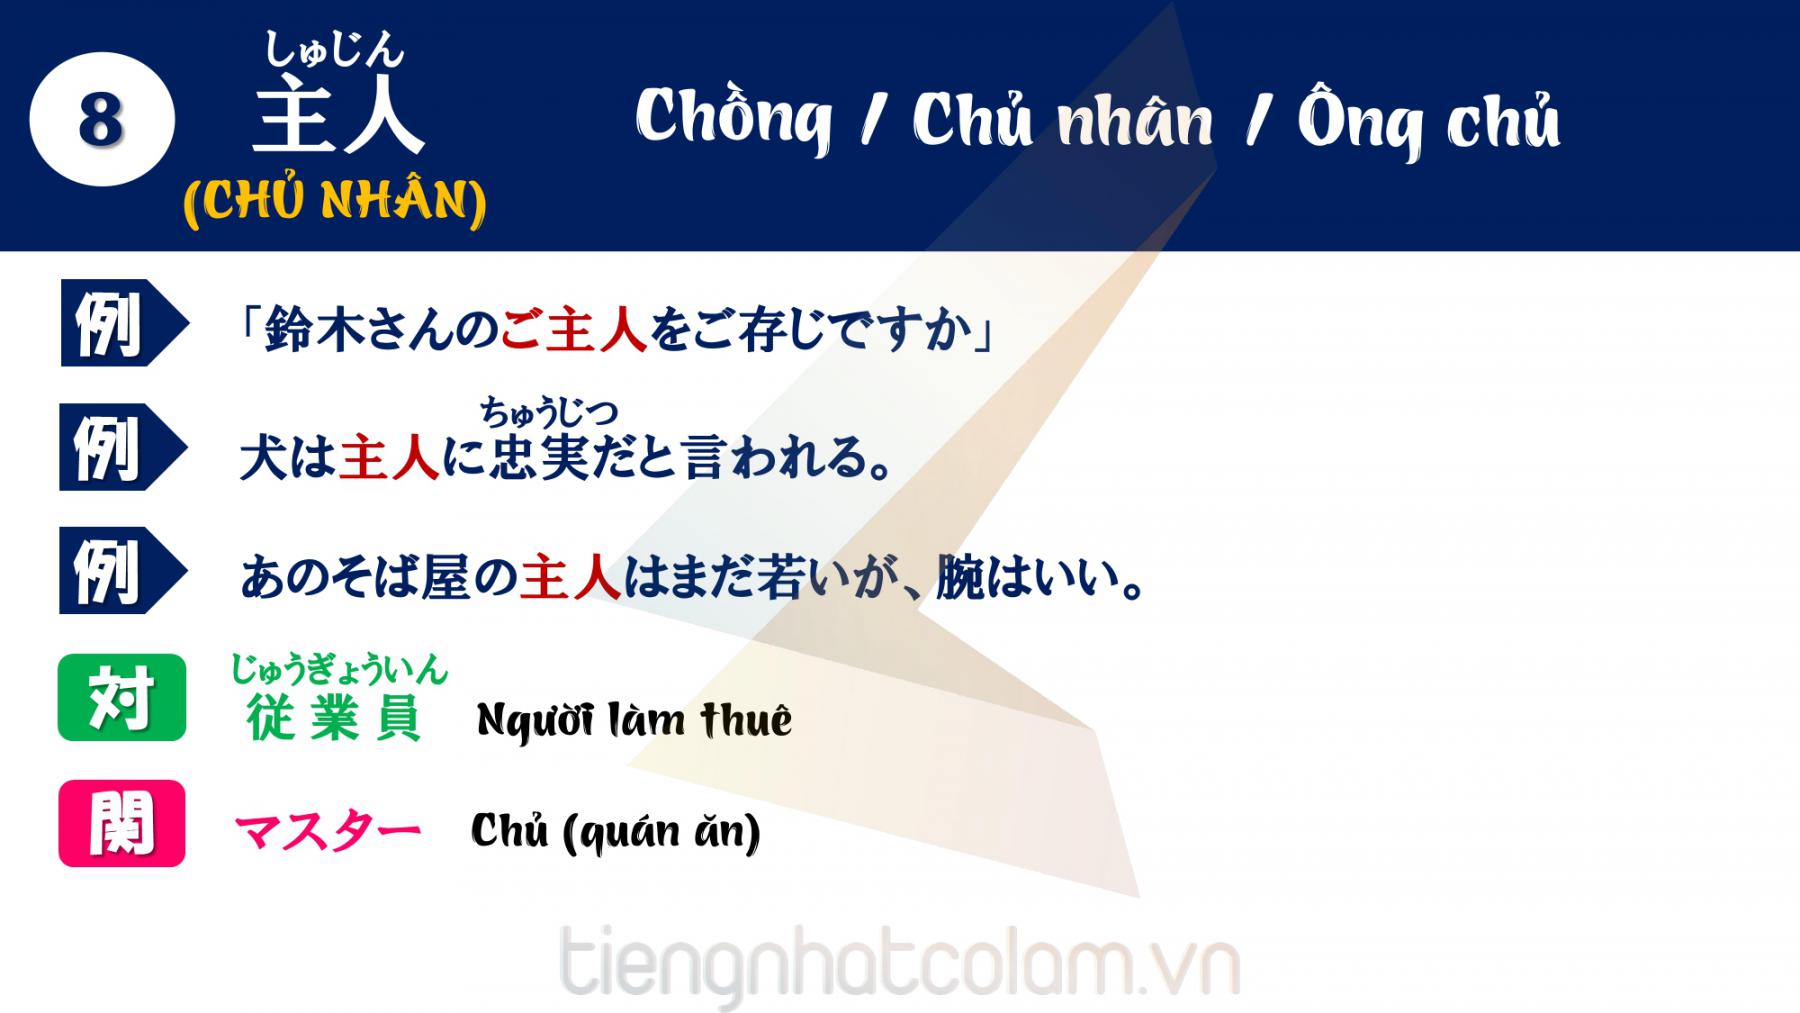 8
しゅじん
主人
(CHỦ NHÂN)
Chồng / Chủ nhân / Ông chủ
例
「鈴木さんのご主人をご存じですか」
例
ちゅうじつ
犬は主人に忠実だと言われる。
例
あのそば屋の主人はまだ若いが、腕はいい。
対
じゅうぎょういん
従業員 Người làm thuê
関
マスター Chủ (quán ăn)
tiengnhatcolam.vn